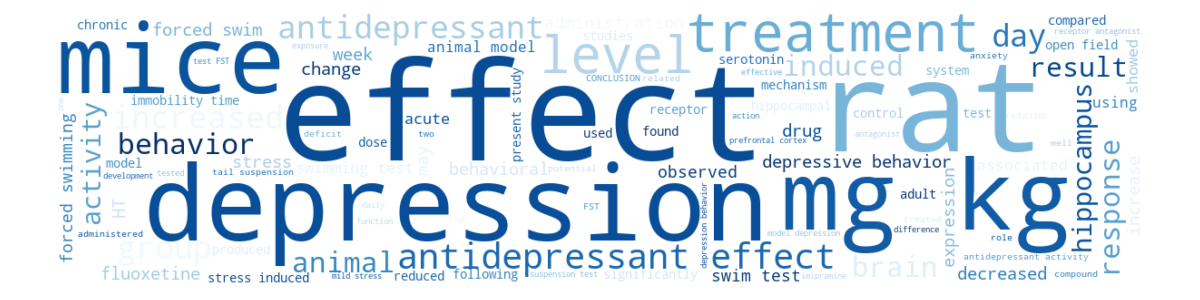 chronic
forced swim
antidepressant
administration
studies
treatment
day
compared
receptor antagonist
mice
test FST
exposure
week
animal model
level
serotonin
anxiety
open field
change
effect
CONCLUSION
related
induced
effective
system
result
showed
immobility time
present study
mechanism
rat
using
one
increased
activity
receptor
hippocampal
control
test
hippocampus
reduction
behavior
deficit
dose
acute
two
used
found
action
drug
prefrontal cortex
antagonist
well
forced swimming
model
stress
swimming test
may
behavioral
potential
depressive behavior
associated
development
tested
tail suspension
observed
adult
kg
response
increase
HT
depression
mg
daily
function
FST
depression behavior
expression
treated
difference
administered
group
produced
model depression
role
animal
antidepressant effect
brain
antidepressant activity
fluoxetine
stress induced
mild stress
reduced
following
suspension test
significantly
swim test
imipramine
decreased
compound